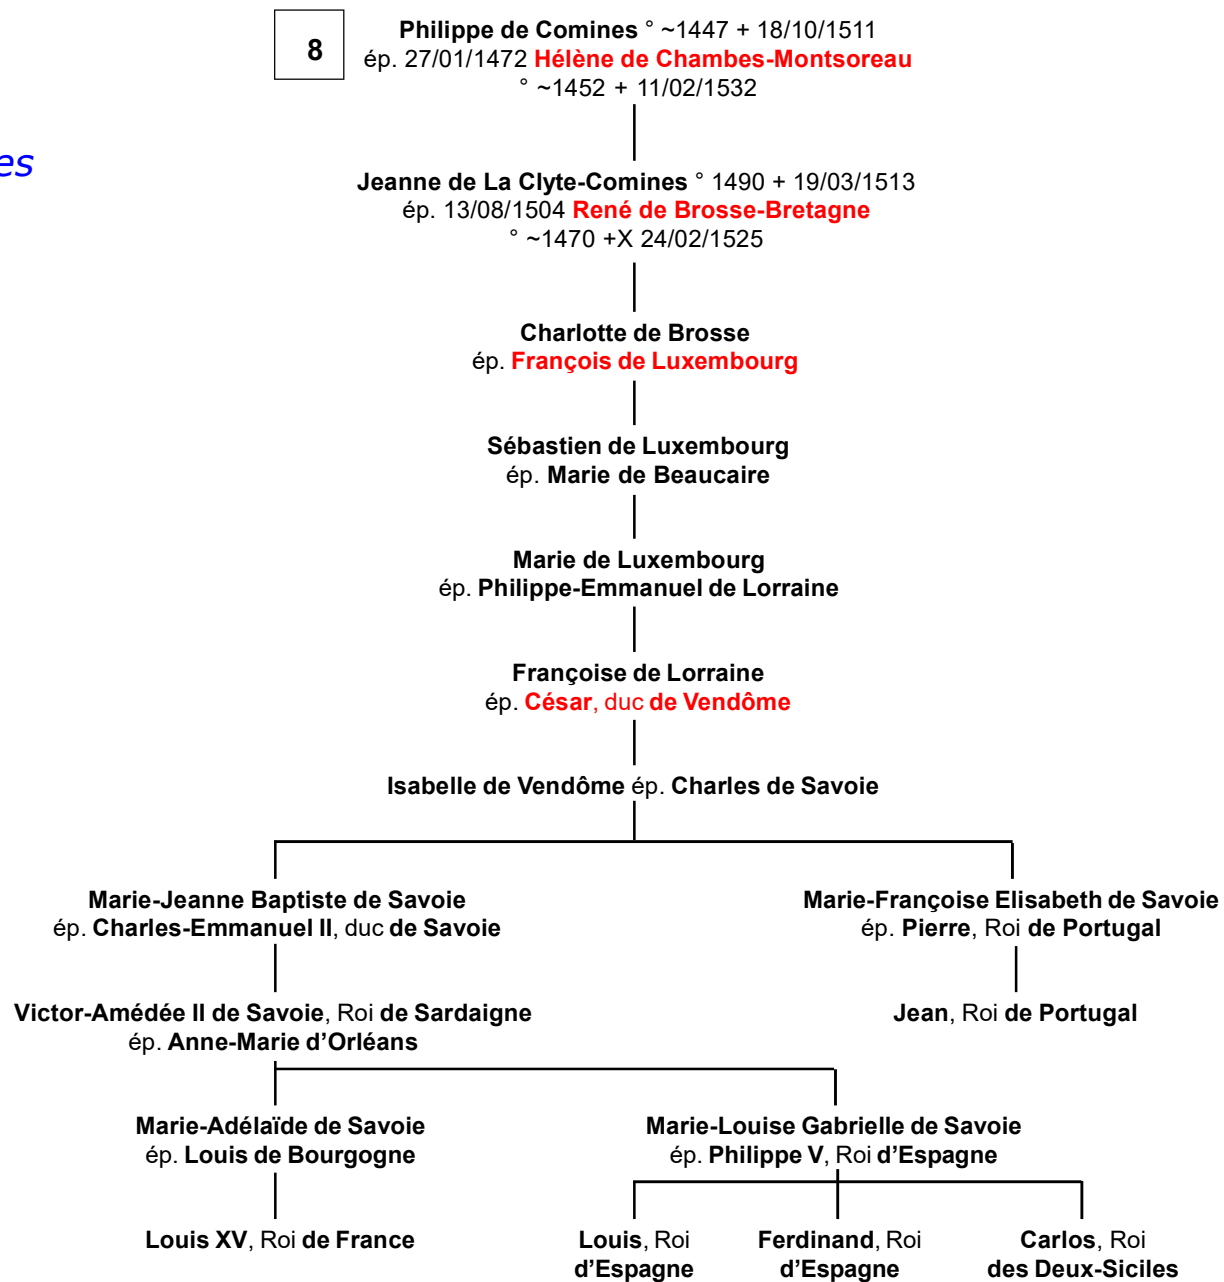 8
Philippe de Comines ° ~1447 + 18/10/1511
ép. 27/01/1472 Hélène de Chambes-Montsoreau
° ~1452 + 11/02/1532
es
Jeanne de La Clyte-Comines ° 1490 + 19/03/1513
ép. 13/08/1504 René de Brosse-Bretagne
° ~1470 +X 24/02/1525
Charlotte de Brosse
ép. François de Luxembourg
Sébastien de Luxembourg
ép. Marie de Beaucaire
Marie de Luxembourg
ép. Philippe-Emmanuel de Lorraine
Françoise de Lorraine
ép. César, duc de Vendôme
Isabelle de Vendôme ép. Charles de Savoie
Marie-Jeanne Baptiste de Savoie
ép. Charles-Emmanuel II, duc de Savoie
Marie-Françoise Elisabeth de Savoie
ép. Pierre, Roi de Portugal
Victor-Amédée II de Savoie, Roi de Sardaigne
ép. Anne-Marie d’Orléans
Jean, Roi de Portugal
Marie-Adélaïde de Savoie
ép. Louis de Bourgogne
Marie-Louise Gabrielle de Savoie
ép. Philippe V, Roi d’Espagne
Louis XV, Roi de France
Louis, Roi
d’Espagne
Ferdinand, Roi
d’Espagne
Carlos, Roi
des Deux-Siciles